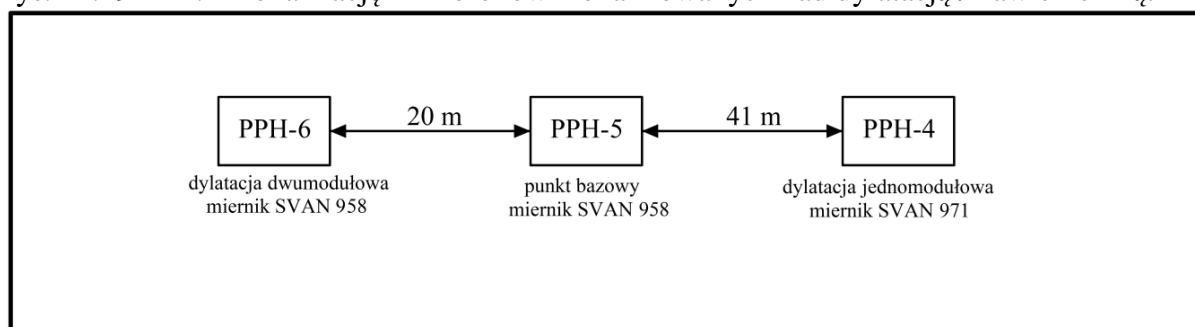 20 m
41 m
PPH-6
PPH-5
PPH-4
dylatacja dwumodułowa
miernik SVAN 958
punkt bazowy
miernik SVAN 958
dylatacja jednomodułowa
miernik SVAN 971